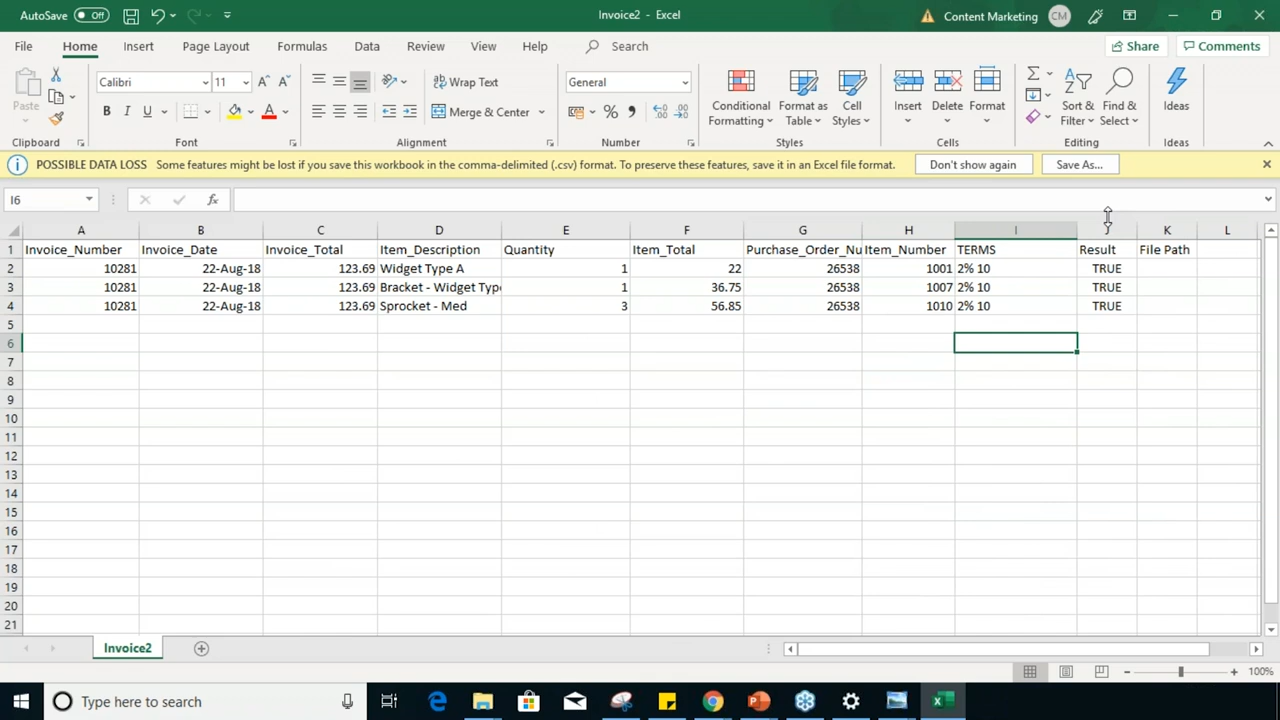 AutoSave Off Invoice2 - Excel Content Marketing CM
File Home Insert Page Layout Formulas Data Review View Help Search Share Comments
Paste Calibri 11 Wrap Text General Conditional Formatting Format as Table Cell Styles Insert Delete Format Sort & Filter Find & Select Ideas
B I U Merge & Center % ,
Clipboard Font Alignment Number Styles Cells Editing Ideas
POSSIBLE DATA LOSS Some features might be lost if you save this workbook in the comma-delimited (.csv) format. To preserve these features, save it in an Excel file format. Don't show again Save As...
I6 fx
A B C D E F G H I J K L
1 Invoice_Number Invoice_Date Invoice_Total Item_Description Quantity Item_Total Purchase_Order_Nu Item_Number TERMS Result File Path
2 10281 22-Aug-18 123.69 Widget Type A 1 22 26538 1001 2% 10 TRUE
3 10281 22-Aug-18 123.69 Bracket - Widget Typ 1 36.75 26538 1007 2% 10 TRUE
4 10281 22-Aug-18 123.69 Sprocket - Med 3 56.85 26538 1010 2% 10 TRUE
5
6
7
8
9
10
11
12
13
14
15
16
17
18
19
20
21
Invoice2
100%
Type here to search